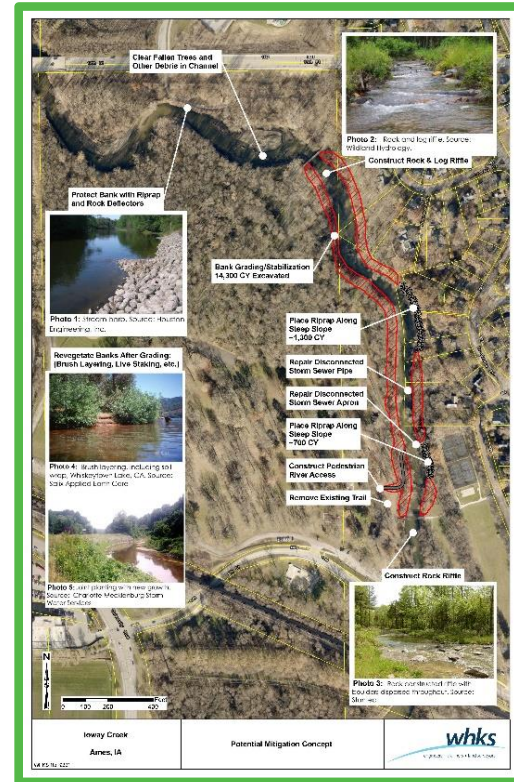 Clear Fallen Trees and
Other Debris in Channel
Photo 2: Rock and log riffle. Source:
Wildland Hydrology.
Construct Rock & Log Riffle
Protect Bank with Riprap
and Rock Deflectors
Photo 1: Stream barb. Source: Houston
Engineering, Inc.
Bank Grading/Stabilization
14,300 CY Excavated
Place Riprap Along
Steep Slope
~1,300 CY
Revegetate Banks After Grading:
(Brush Layering, Live Staking, etc.)
Repair Disconnected
Storm Sewer Pipe
Repair Disconnected
Storm Sewer Apron
Place Riprap Along
Steep Slope
~700 CY
Photo 4: Brush layering, including soil
wrap, Whiskeytown Lake, CA. Source:
Salix Applied Earth Care
Construct Pedestrian
River Access
Remove Existing Trail
Construct Rock Riffle
Photo 5: Joint planting with new growth.
Source: Charlotte-Mecklenburg Storm
Water Services
Photo 3: Rock constructed riffle with
boulders dispersed throughout. Source:
N
Feet
0 100 200 400
Ioway Creek
Ames, IA
Potential Mitigation Concept
whks